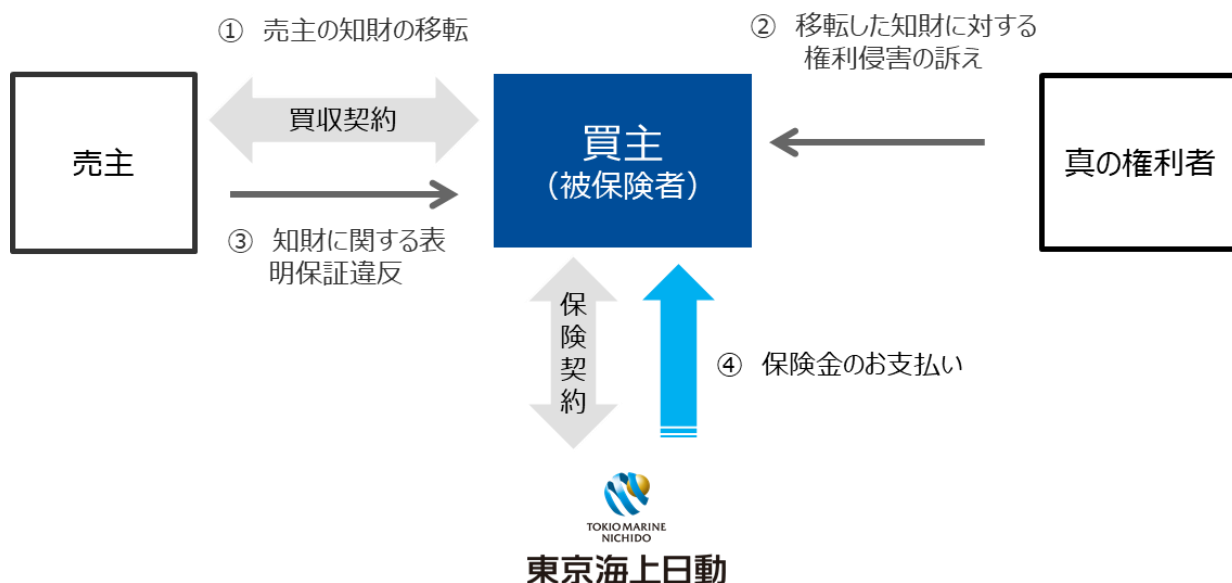 ① 売主の知財の移転
② 移転した知財に対する
権利侵害の訴え
売主
買収契約
買主
（被保険者）
真の権利者
③ 知財に関する表
明保証違反
保険契約
④ 保険金のお支払い
TOKIO MARINE
NICHIDO
東京海上日動